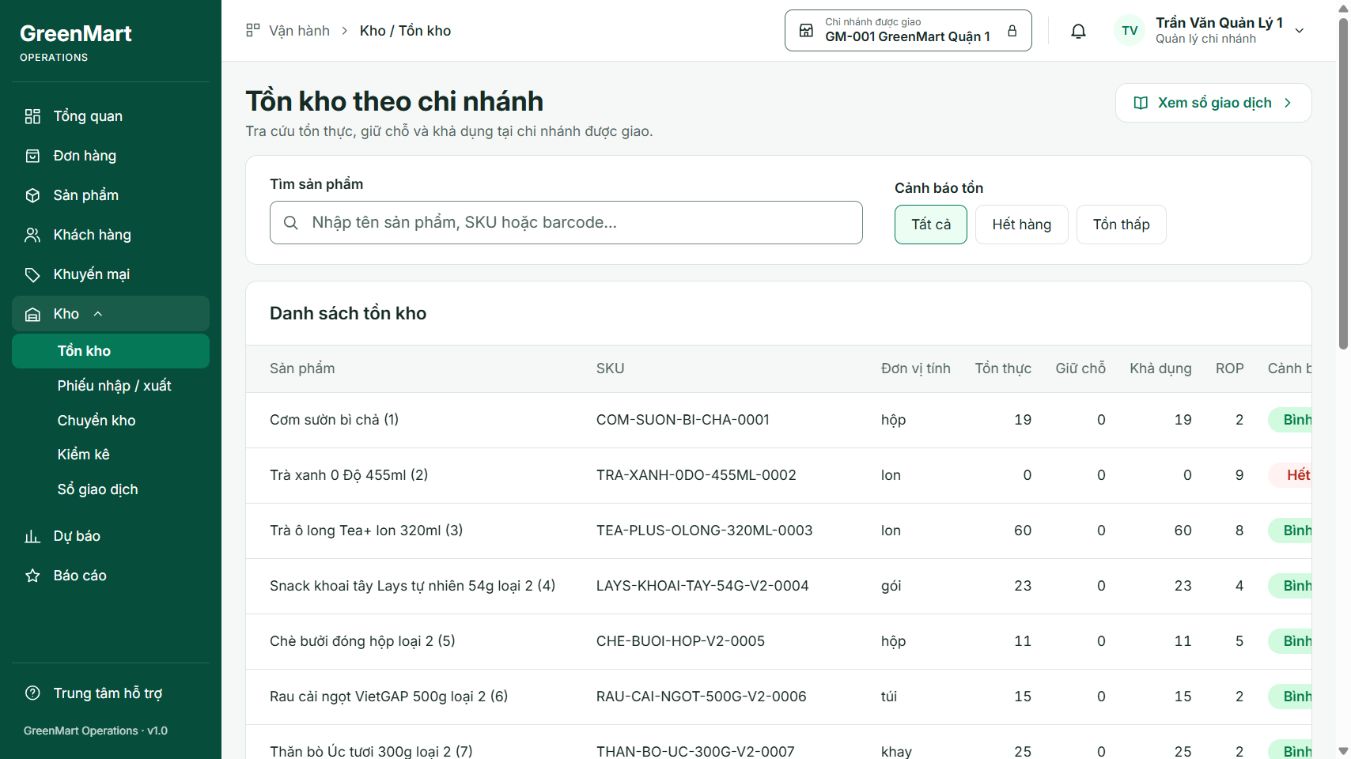 GreenMart
OPERATIONS
Tổng quan
Đơn hàng
Sản phẩm
Khách hàng
Khuyến mại
Kho
Tồn kho
Phiếu nhập / xuất
Chuyển kho
Kiểm kê
Sổ giao dịch
Dự báo
Báo cáo
Trung tâm hỗ trợ
GreenMart Operations · v1.0
Vận hành > Kho / Tồn kho
Chi nhánh được giao
GM-001 GreenMart Quận 1
TV
Trần Văn Quản Lý 1
Quản lý chi nhánh
Tồn kho theo chi nhánh
Tra cứu tồn thực, giữ chỗ và khả dụng tại chi nhánh được giao.
Xem sổ giao dịch
Tìm sản phẩm
Nhập tên sản phẩm, SKU hoặc barcode...
Cảnh báo tồn
Tất cả Hết hàng Tồn thấp
Danh sách tồn kho
Sản phẩm SKU Đơn vị tính Tồn thực Giữ chỗ Khả dụng ROP Cảnh
Cơm sườn bì chả (1) COM-SUON-BI-CHA-0001 hộp 19 0 19 2 Bình
Trà xanh 0 Độ 455ml (2) TRA-XANH-0DO-455ML-0002 lon 0 0 0 9 Hết
Trà ô long Tea+ lon 320ml (3) TEA-PLUS-OLONG-320ML-0003 lon 60 0 60 8 Bình
Snack khoai tây Lays tự nhiên 54g loại 2 (4) LAYS-KHOAI-TAY-54G-V2-0004 gói 23 0 23 4 Bình
Chè bưởi đóng hộp loại 2 (5) CHE-BUOI-HOP-V2-0005 hộp 11 0 11 5 Bình
Rau cải ngọt VietGAP 500g loại 2 (6) RAU-CAI-NGOT-500G-V2-0006 túi 15 0 15 2 Bình
Thăn bò Úc tươi 300g loại 2 (7) THAN-BO-UC-300G-V2-0007 khay 25 0 25 2 Bình